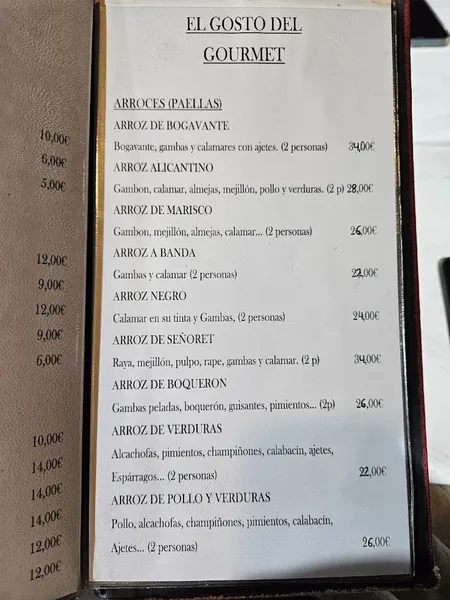 10,00€
6,00€
5,00€
12,00€
9,00€
12,00€
9,00€
6,00€
10,00€
14,00€
14,00€
14,00€
12,00€
12,00€
EL GOSTO DEL
GOURMET
ARROCES (PAELLAS)
ARROZ DE BOGAVANTE
Bogavante, gambas y calamares con ajetes. (2 personas) 34,00€
ARROZ ALICANTINO
Gambon, calamar, almejas, mejillón, pollo y verduras. (2 p) 28,00€
ARROZ DE MARISCO
Gambon, mejillón, almejas, calamar... (2 personas) 26,00€
ARROZ A BANDA
Gambas y calamar (2 personas) 22,00€
ARROZ NEGRO
Calamar en su tinta y Gambas, (2 personas) 24,00€
ARROZ DE SEÑORET
Raya, mejillón, pulpo, rape, gambas y calamar. (2 p) 34,00€
ARROZ DE BOQUERON
Gambas peladas, boquerón, guisantes, pimientos... (2p) 26,00€
ARROZ DE VERDURAS
Alcachofas, pimientos, champiñones, calabacín, ajetes,
Espárragos... (2 personas) 22,00€
ARROZ DE POLLO Y VERDURAS
Pollo, alcachofas, champiñones, pimientos, calabacín,
Ajetes... (2 personas) 26,00€